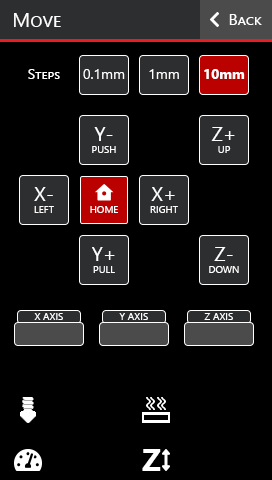 Move
Back
Steps
0.1mm
1mm
10mm
Y-
PUSH
Z+
UP
X-
LEFT
HOME
X+
RIGHT
Y+
PULL
Z-
DOWN
X AXIS
Y AXIS
Z AXIS
Z